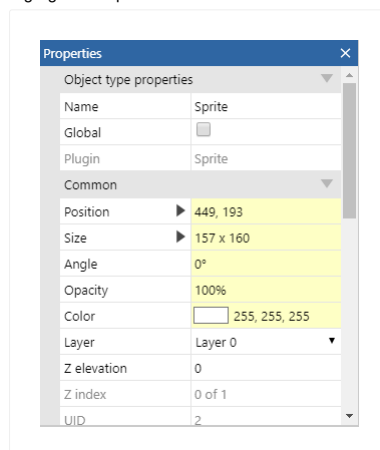 Properties
Object type properties
Name Sprite
Global
Plugin Sprite
Common
Position 449, 193
Size 157 x 160
Angle 0°
Opacity 100%
Color 255, 255, 255
Layer Layer 0
Z elevation 0
Z index 0 of 1
UID 2